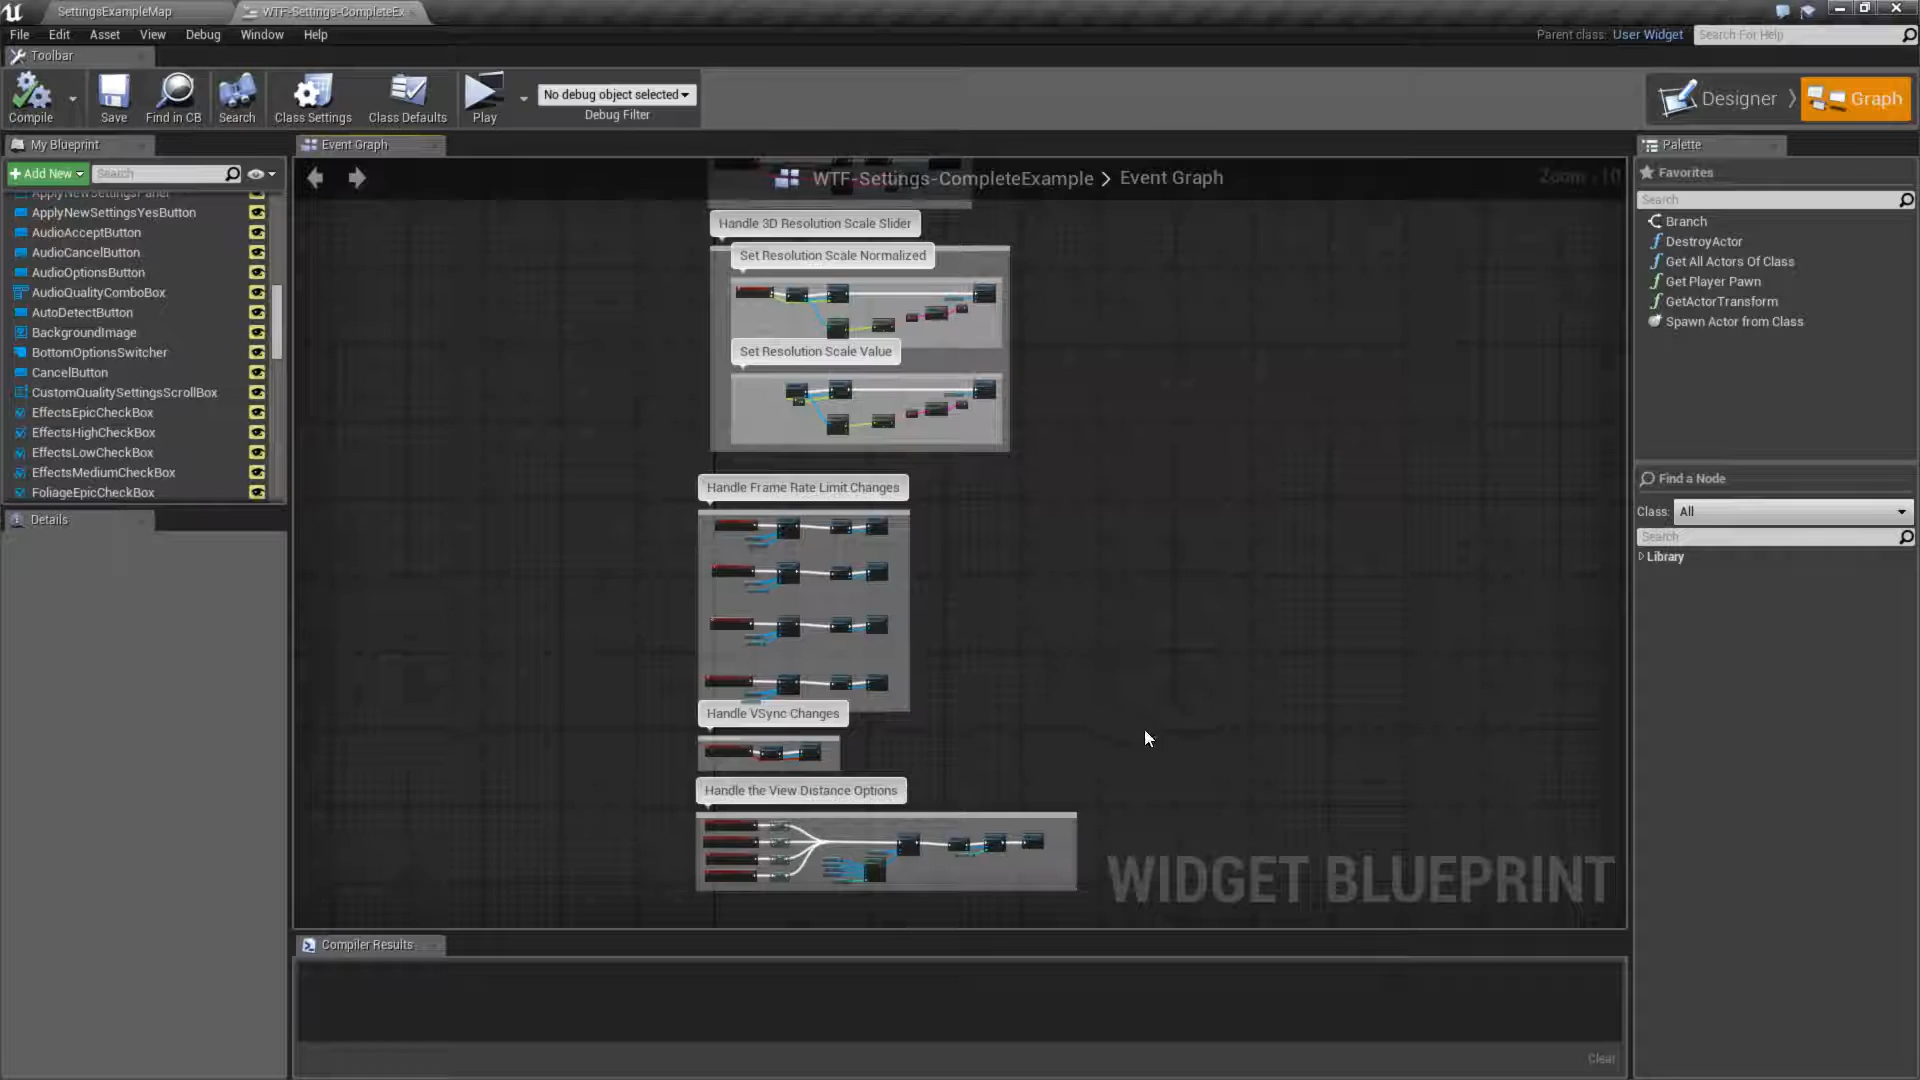 SettingsExampleMap
WTF-Settings-CompleteEx
File Edit Asset View Debug Window Help
Parent class: User Widget
Search For Help
Toolbar
Compile
Save
Find in CB
Search
Class Settings
Class Defaults
Play
No debug object selected
Debug Filter
Designer
Graph
My Blueprint
Add New
Search
ApplyNewSettingsPanel
ApplyNewSettingsYesButton
AudioAcceptButton
AudioCancelButton
AudioOptionsButton
AudioQualityComboBox
AutoDetectButton
BackgroundImage
BottomOptionsSwitcher
CancelButton
CustomQualitySettingsScrollBox
EffectsEpicCheckBox
EffectsHighCheckBox
EffectsLowCheckBox
EffectsMediumCheckBox
FoliageEpicCheckBox
Details
Event Graph
WTF-Settings-CompleteExample > Event Graph
Zoom -10
Handle 3D Resolution Scale Slider
Set Resolution Scale Normalized
Set Resolution Scale Value
Handle Frame Rate Limit Changes
Handle VSync Changes
Handle the View Distance Options
WIDGET BLUEPRINT
Compiler Results
Clear
Palette
Favorites
Search
Branch
DestroyActor
Get All Actors Of Class
Get Player Pawn
GetActorTransform
Spawn Actor from Class
Find a Node
Class: All
Search
Library